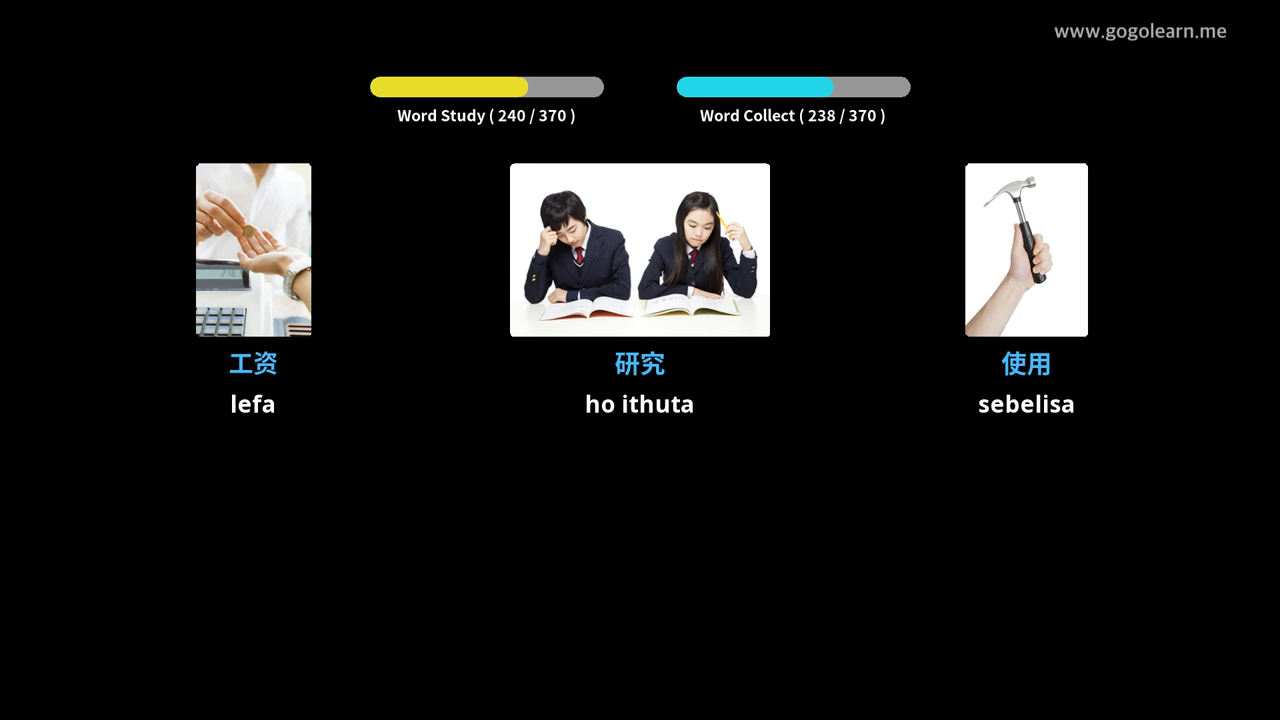 www.gogolearn.me
Word Study ( 240 / 370 )
Word Collect ( 238 / 370 )
216
工资
研究
使用
lefa
ho ithuta
sebelisa